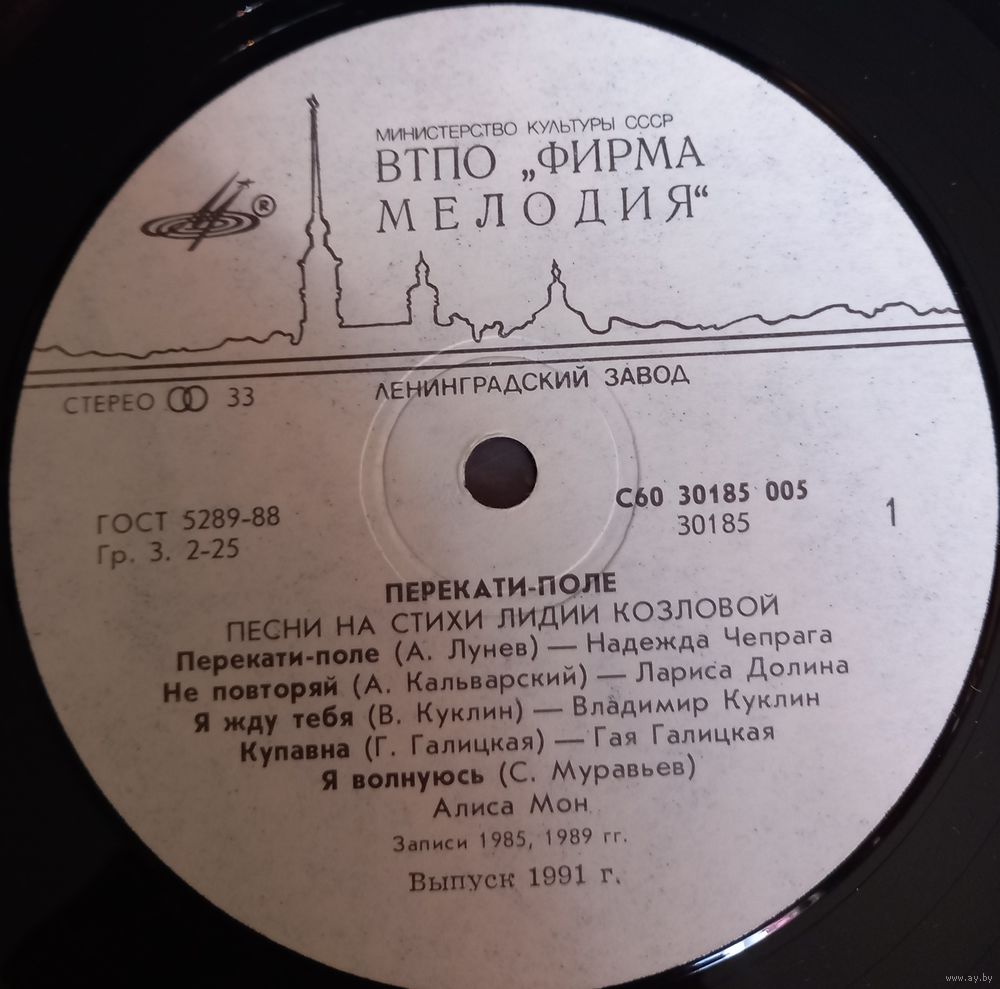 МИНИСТЕРСТВО КУЛЬТУРЫ СССР
ВТПО „ФИРМА
МЕЛОДИЯ“
®
ЛЕНИНГРАДСКИЙ ЗАВОД
СТЕРЕО 33
ГОСТ 5289-88
Гр. 3. 2-25
С60 30185 005
30185
1
ПЕРЕКАТИ-ПОЛЕ
ПЕСНИ НА СТИХИ ЛИДИИ КОЗЛОВОЙ
Перекати-поле (А. Лунев) — Надежда Чепрага
Не повторяй (А. Кальварский) — Лариса Долина
Я жду тебя (В. Куклин) — Владимир Куклин
Купавна (Г. Галицкая) — Гая Галицкая
Я волнуюсь (С. Муравьев)
Алиса Мон
Записи 1985, 1989 гг.
Выпуск 1991 г.
www.ay.by